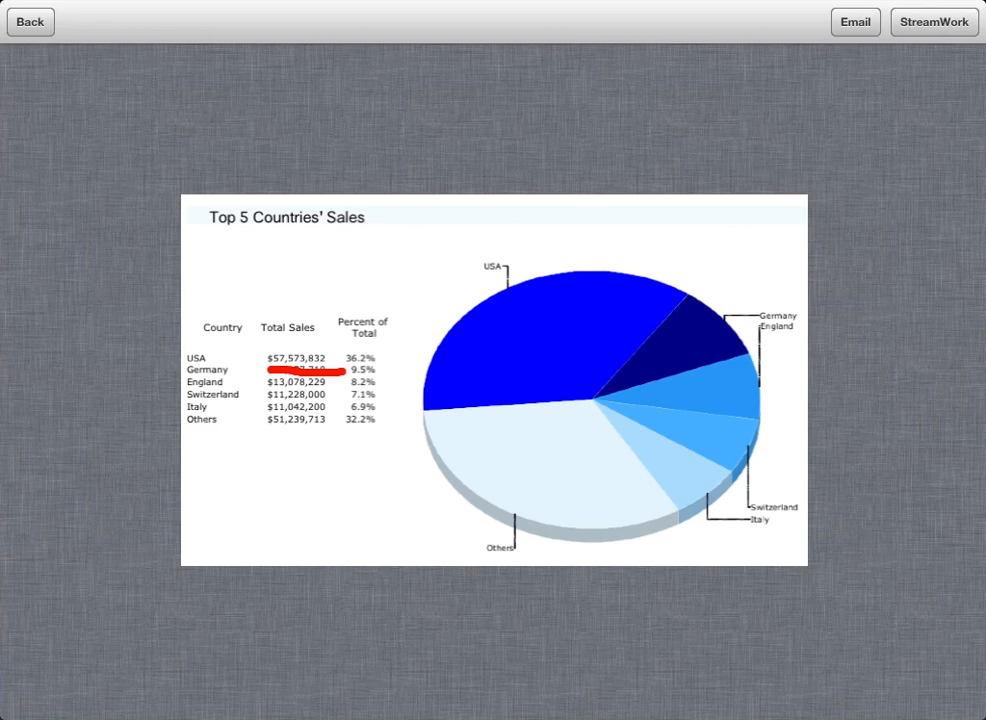 Back
Email
StreamWork
Top 5 Countries' Sales
Country Total Sales Percent of Total
USA $57,573,832 36.2%
Germany 9.5%
England $13,078,229 8.2%
Switzerland $11,228,000 7.1%
Italy $11,042,200 6.9%
Others $51,239,713 32.2%
USA
Germany
England
Switzerland
Italy
Others